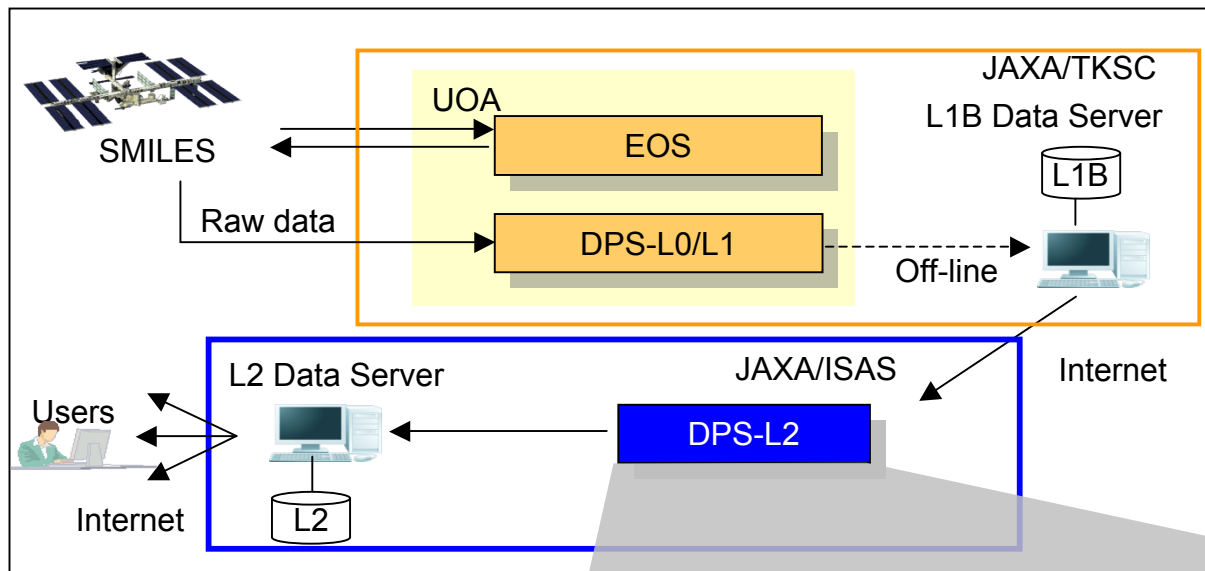 JAXA/TKSC
UOA
L1B Data Server
SMILES
EOS
L1B
Raw data
DPS-L0/L1
Off-line
L2 Data Server
JAXA/ISAS
Internet
Users
DPS-L2
Internet
L2